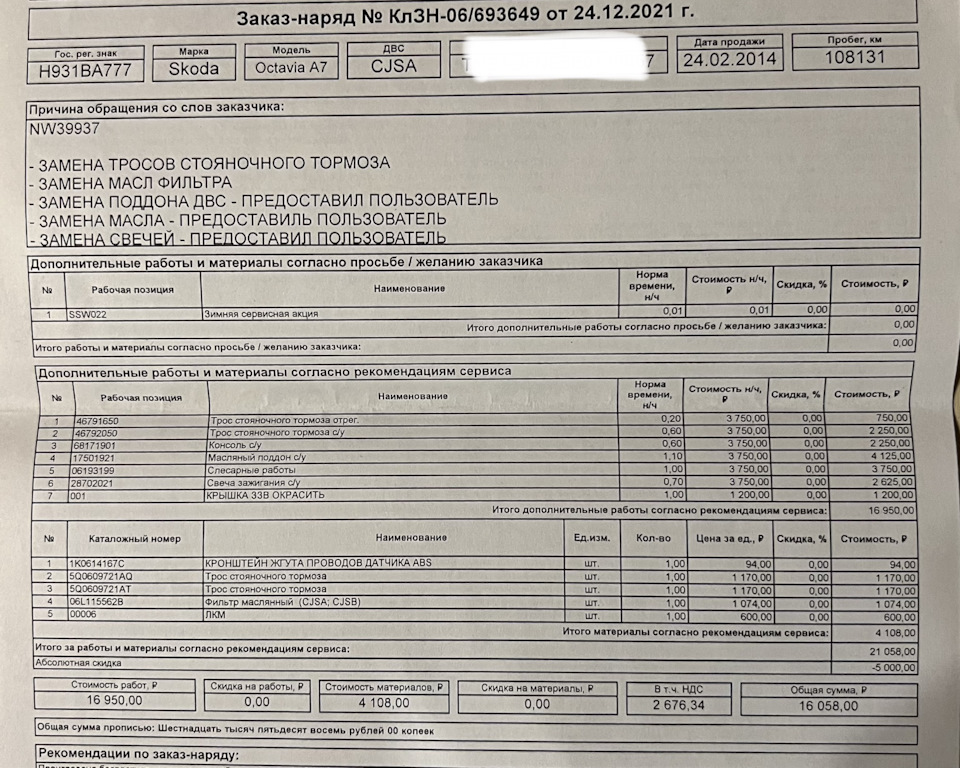 Заказ-наряд № КлЗН-06/693649 от 24.12.2021 г.
Гос. рег. знак Марка Модель ДВС Дата продажи Пробег, км
H931BA777 Skoda Octavia A7 CJSA 7 24.02.2014 108131
Причина обращения со слов заказчика:
NW39937
- ЗАМЕНА ТРОСОВ СТОЯНОЧНОГО ТОРМОЗА
- ЗАМЕНА МАСЛ ФИЛЬТРА
- ЗАМЕНА ПОДДОНА ДВС - ПРЕДОСТАВИЛ ПОЛЬЗОВАТЕЛЬ
- ЗАМЕНА МАСЛА - ПРЕДОСТАВИЛЬ ПОЛЬЗОВАТЕЛЬ
- ЗАМЕНА СВЕЧЕЙ - ПРЕДОСТАВИЛ ПОЛЬЗОВАТЕЛЬ
Дополнительные работы и материалы согласно просьбе / желанию заказчика
№ Рабочая позиция Наименование Норма времени, н/ч Стоимость н/ч, ₽ Скидка, % Стоимость, ₽
1 SSW022 Зимняя сервисная акция 0,01 0,01 0,00 0,00
Итого дополнительные работы согласно просьбе / желанию заказчика: 0,00
Итого работы и материалы согласно просьбе / желанию заказчика: 0,00
Дополнительные работы и материалы согласно рекомендациям сервиса
№ Рабочая позиция Наименование Норма времени, н/ч Стоимость н/ч, ₽ Скидка, % Стоимость, ₽
1 46791650 Трос стояночного тормоза отрег. 0,20 3 750,00 0,00 750,00
2 46792050 Трос стояночного тормоза с/у 0,60 3 750,00 0,00 2 250,00
3 68171901 Консоль с/у 0,60 3 750,00 0,00 2 250,00
4 17501921 Масляный поддон с/у 1,10 3 750,00 0,00 4 125,00
5 06193199 Слесарные работы 1,00 3 750,00 0,00 3 750,00
6 28702021 Свеча зажигания с/у 0,70 3 750,00 0,00 2 625,00
7 001 КРЫШКА ЗЗВ ОКРАСИТЬ 1,00 1 200,00 0,00 1 200,00
Итого дополнительные работы согласно рекомендациям сервиса: 16 950,00
№ Каталожный номер Наименование Ед.изм. Кол-во Цена за ед., ₽ Скидка, % Стоимость, ₽
1 1K0614167C КРОНШТЕЙН ЖГУТА ПРОВОДОВ ДАТЧИКА ABS шт. 1,00 94,00 0,00 94,00
2 5Q0609721AQ Трос стояночного тормоза шт. 1,00 1 170,00 0,00 1 170,00
3 5Q0609721AT Трос стояночного тормоза шт. 1,00 1 170,00 0,00 1 170,00
4 06L115562B Фильтр маслянный (CJSA; CJSB) шт. 1,00 1 074,00 0,00 1 074,00
5 00006 ЛКМ шт. 1,00 600,00 0,00 600,00
Итого материалы согласно рекомендациям сервиса: 4 108,00
Итого за работы и материалы согласно рекомендациям сервиса: 21 058,00
Абсолютная скидка -5 000,00
Стоимость работ, ₽ Скидка на работы, ₽ Стоимость материалов, ₽ Скидка на материалы, ₽ В т.ч. НДС Общая сумма, ₽
16 950,00 0,00 4 108,00 0,00 2 676,34 16 058,00
Общая сумма прописью: Шестнадцать тысяч пятьдесят восемь рублей 00 копеек
Рекомендации по заказ-наряду: